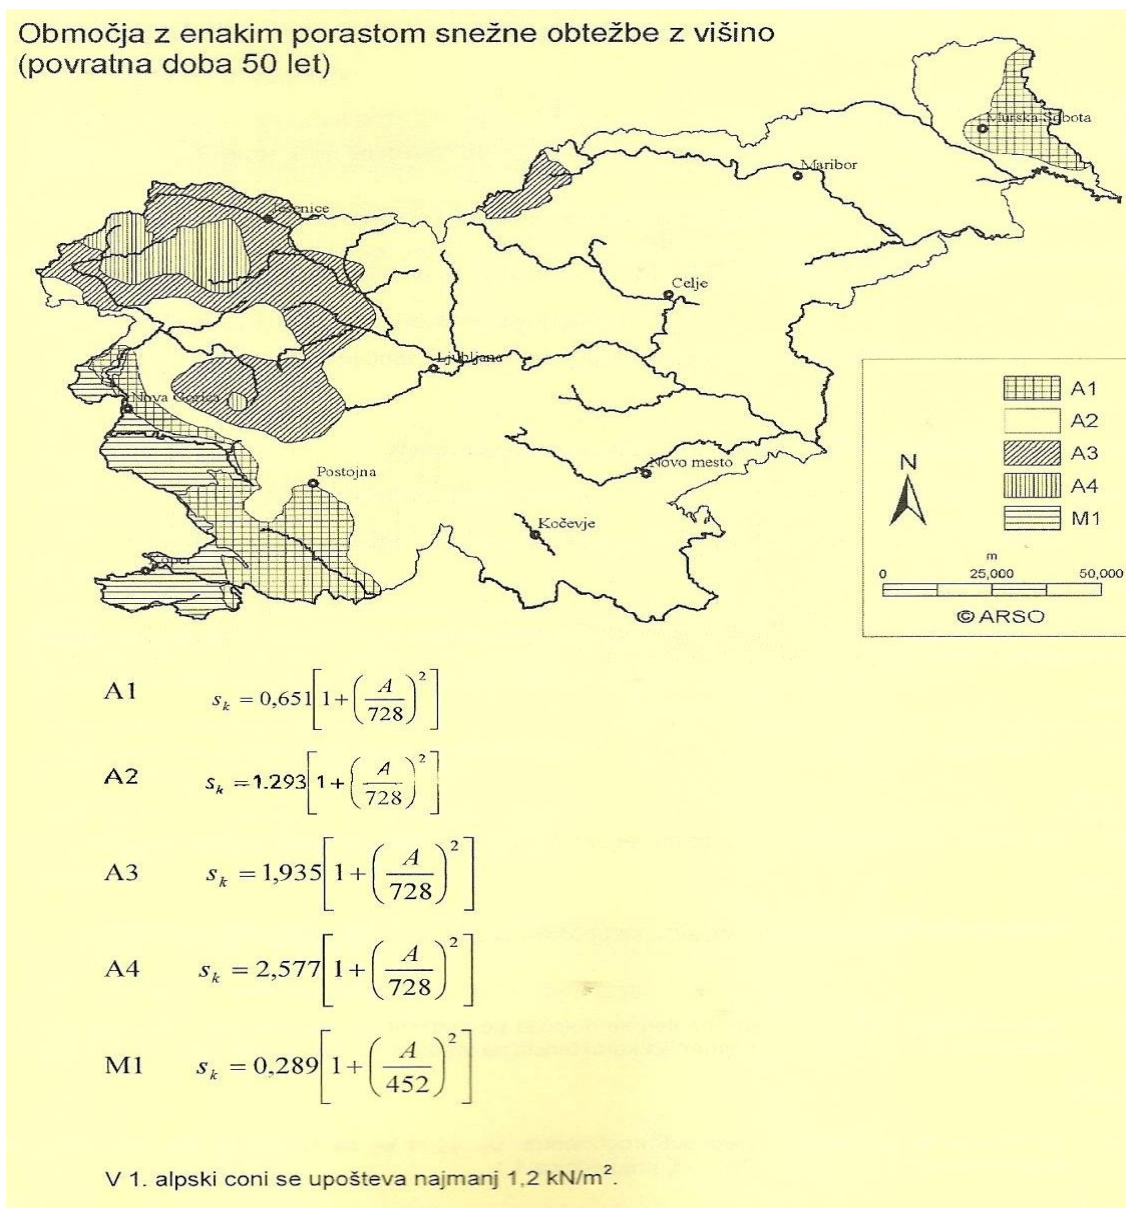 Območja z enakim porastom snežne obtežbe z višino
(povratna doba 50 let)
Murska Sobota
Maribor
Jesenice
Celje
Ljubljana
Nova Gorica
Postojna
Novo mesto
Kočevje
Koper
A1
A2
A3
A4
M1
N
m
0 25,000 50,000
© ARSO
A1 s_k = 0,651[1+(A/728)^2]
A2 s_k = 1.293[1+(A/728)^2]
A3 s_k = 1,935[1+(A/728)^2]
A4 s_k = 2,577[1+(A/728)^2]
M1 s_k = 0,289[1+(A/452)^2]
V 1. alpski coni se upošteva najmanj 1,2 kN/m².